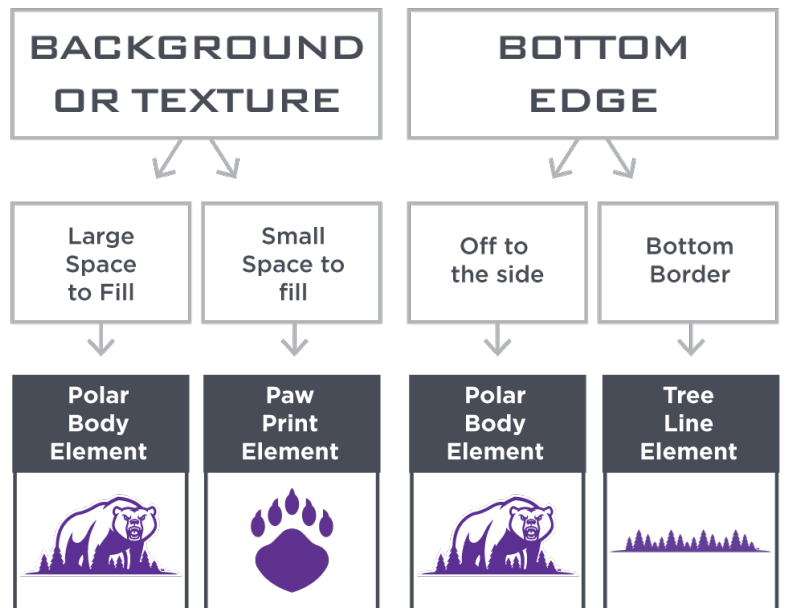 BACKGROUND
OR TEXTURE
BOTTOM
EDGE
Large
Space
to Fill
Small
Space to
fill
Off to
the side
Bottom
Border
Polar
Body
Element
Paw
Print
Element
Polar
Body
Element
Tree
Line
Element